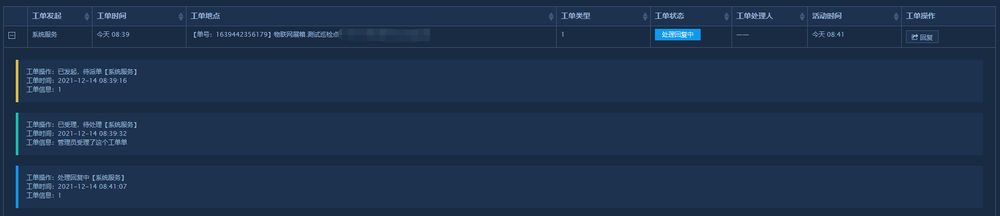 工单发起 工单时间 工单地点 工单类型 工单状态 工单处理人 活动时间 工单操作
系统服务 今天 08:39 【单号：1639442356179】物联网展箱.测试巡检点 1 处理回复中 —— 今天 08:41 回复
工单操作：已发起，待派单【系统服务】
工单时间：2021-12-14 08:39:16
工单信息：1
工单操作：已受理，待处理【系统服务】
工单时间：2021-12-14 08:39:32
工单信息：管理员受理了这个工单单
工单操作：处理回复中【系统服务】
工单时间：2021-12-14 08:41:07
工单信息：1